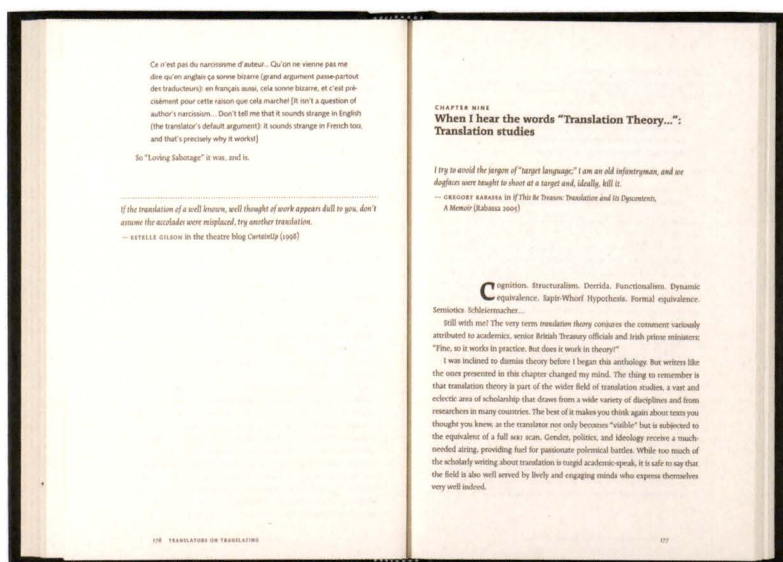 Ce n'est pas du narcissisme d'auteur... Qu'on ne vienne pas me
dire qu'en anglais ça sonne bizarre (grand argument passe-partout
des traducteurs): en français aussi, cela sonne bizarre, et c'est pré-
cisément pour cette raison que cela marche! [It isn't a question of
author's narcissism... Don't tell me that it sounds strange in English
(the translator's default argument): it sounds strange in French too,
and that's precisely why it works!]
So "Loving Sabotage" it was, and is.
If the translation of a well known, well thought of work appears dull to you, don't
assume the accolades were misplaced, try another translation.
— ESTELLE GILSON in the theatre blog CurtainUp (1998)
176 TRANSLATORS ON TRANSLATING
CHAPTER NINE
When I hear the words "Translation Theory...":
Translation studies
I try to avoid the jargon of "target language;" I am an old infantryman, and we
dogfaces were taught to shoot at a target and, ideally, kill it.
— GREGORY RABASSA in If This Be Treason: Translation and Its Dyscontents,
A Memoir (Rabassa 2005)
Cognition. Structuralism. Derrida. Functionalism. Dynamic
equivalence. Sapir-Whorf Hypothesis. Formal equivalence.
Semiotics. Schleiermacher...
Still with me? The very term translation theory conjures the comment variously
attributed to academics, senior British Treasury officials and Irish prime ministers:
"Fine, so it works in practice. But does it work in theory?"
I was inclined to dismiss theory before I began this anthology. But writers like
the ones presented in this chapter changed my mind. The thing to remember is
that translation theory is part of the wider field of translation studies, a vast and
eclectic area of scholarship that draws from a wide variety of disciplines and from
researchers in many countries. The best of it makes you think again about texts you
thought you knew, as the translator not only becomes "visible" but is subjected to
the equivalent of a full MRI scan. Gender, politics, and ideology receive a much-
needed airing, providing fuel for passionate polemical battles. While too much of
the scholarly writing about translation is turgid academic-speak, it is safe to say that
the field is also well served by lively and engaging minds who express themselves
very well indeed.
177